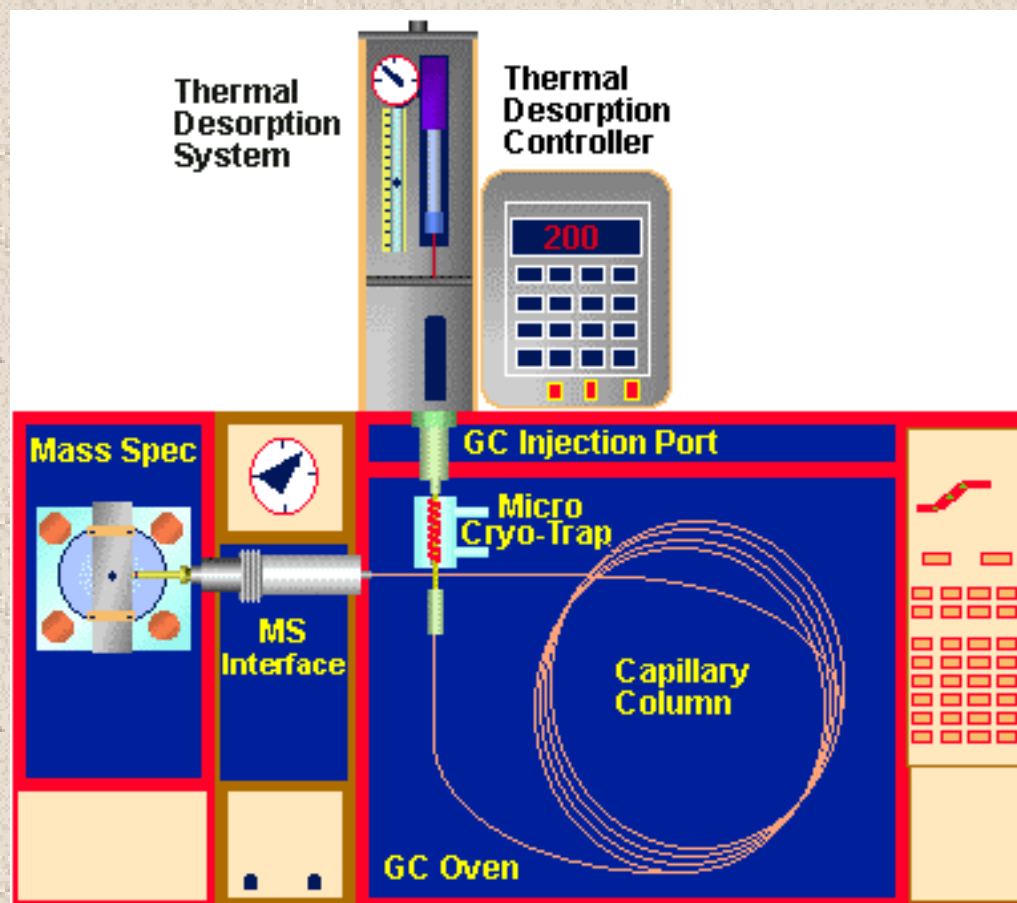 Thermal
Desorption
System
Thermal
Desorption
Controller
200
Mass Spec
GC Injection Port
Micro
Cryo-Trap
MS
Interface
Capillary
Column
GC Oven